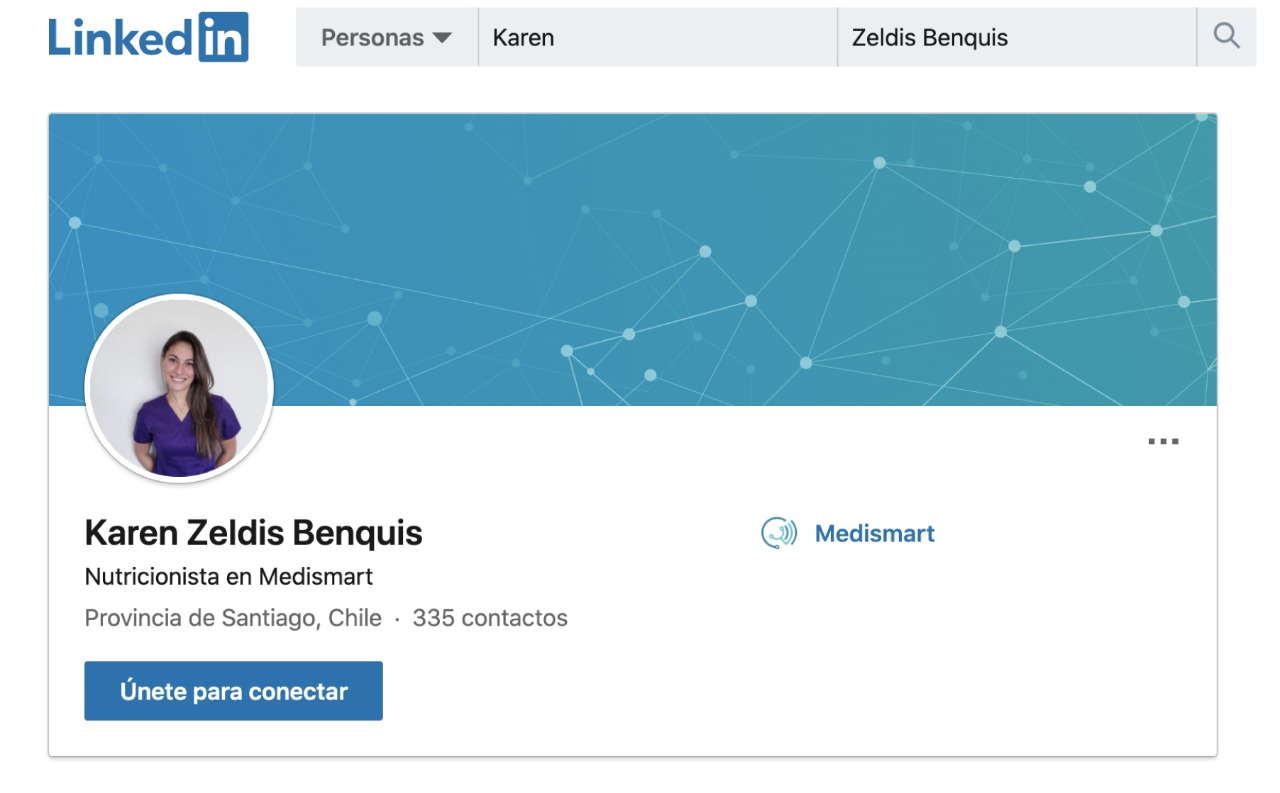 LinkedIn Personas Karen Zeldis Benquis
Karen Zeldis Benquis
Medismart
Nutricionista en Medismart
Provincia de Santiago, Chile · 335 contactos
Únete para conectar